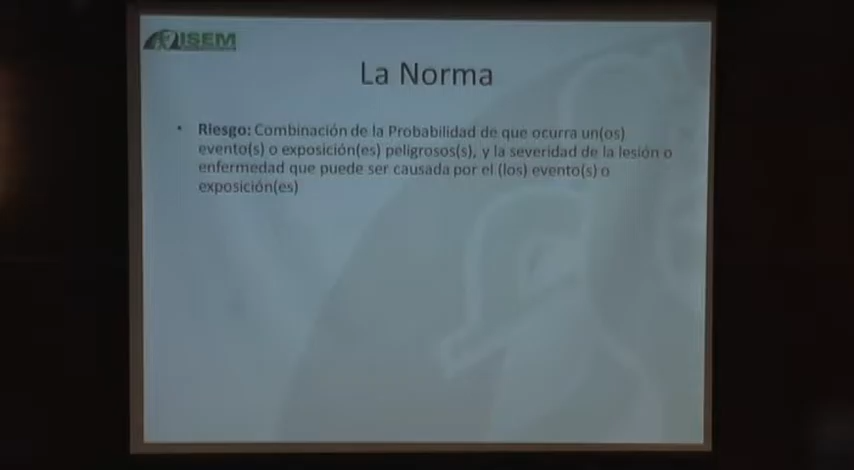 ISEM
La Norma
• Riesgo: Combinación de la Probabilidad de que ocurra un(os)
evento(s) o exposición(es) peligrosos(s), y la severidad de la lesión o
enfermedad que puede ser causada por el (los) evento(s) o
exposición(es)